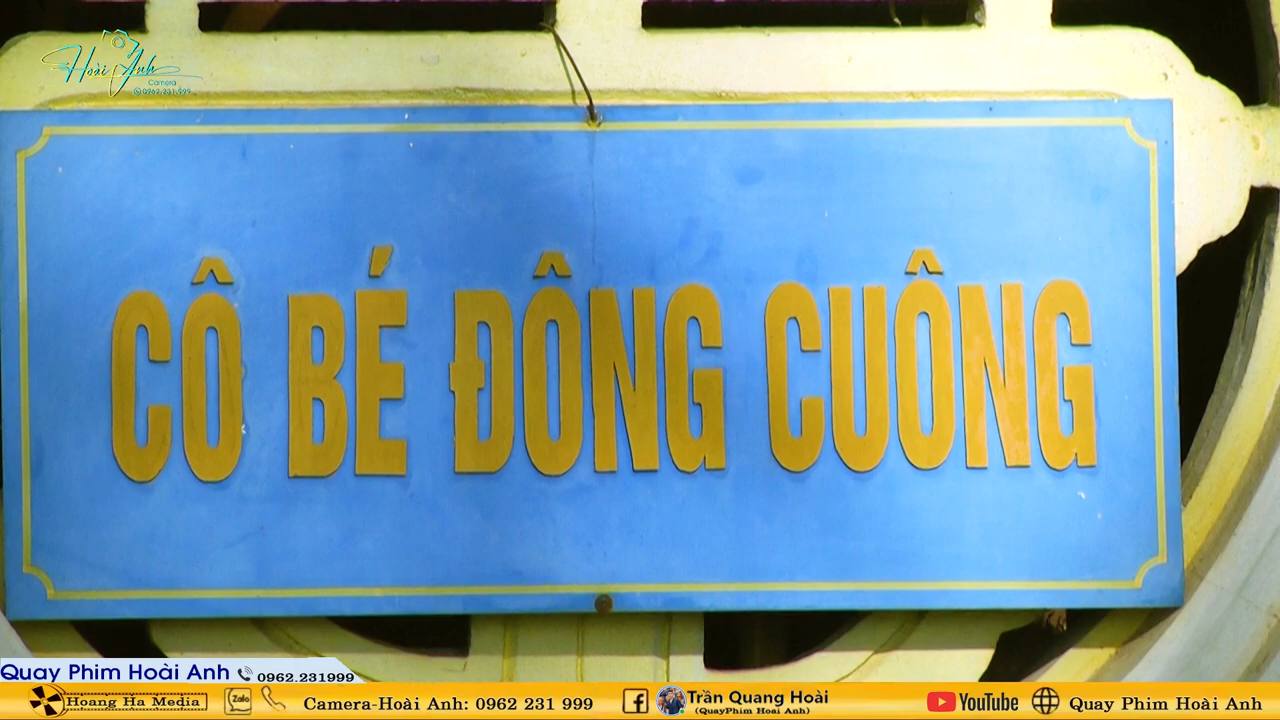 Hoài Anh
Camera
0962.231.999
CÔ BÉ ĐÔNG CUÔNG
Quay Phim Hoài Anh 0962.231999
Hoang Ha Media Zalo Camera-Hoài Anh: 0962 231 999 f Trần Quang Hoài YouTube Quay Phim Hoài Anh
(QuayPhim Hoai Anh)